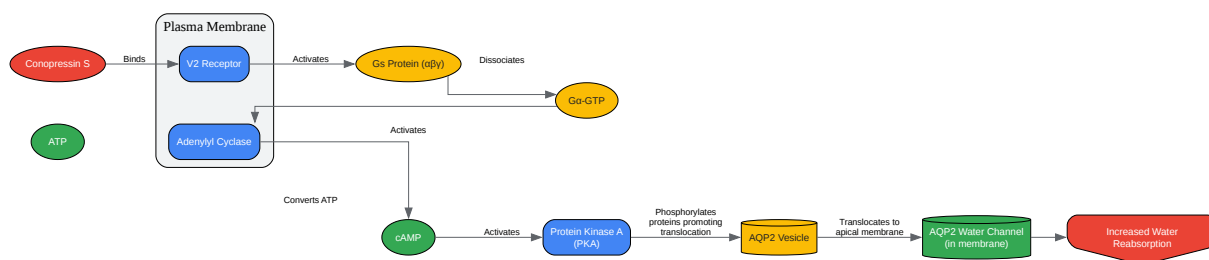 Plasma Membrane
Conopressin S
Binds
V2 Receptor
Activates
Gs Protein (αβγ)
Dissociates
Gα-GTP
ATP
Adenylyl Cyclase
Activates
Converts ATP
cAMP
Activates
Protein Kinase A
(PKA)
Phosphorylates
proteins promoting
translocation
AQP2 Vesicle
Translocates to
apical membrane
AQP2 Water Channel
(in membrane)
Increased Water
Reabsorption